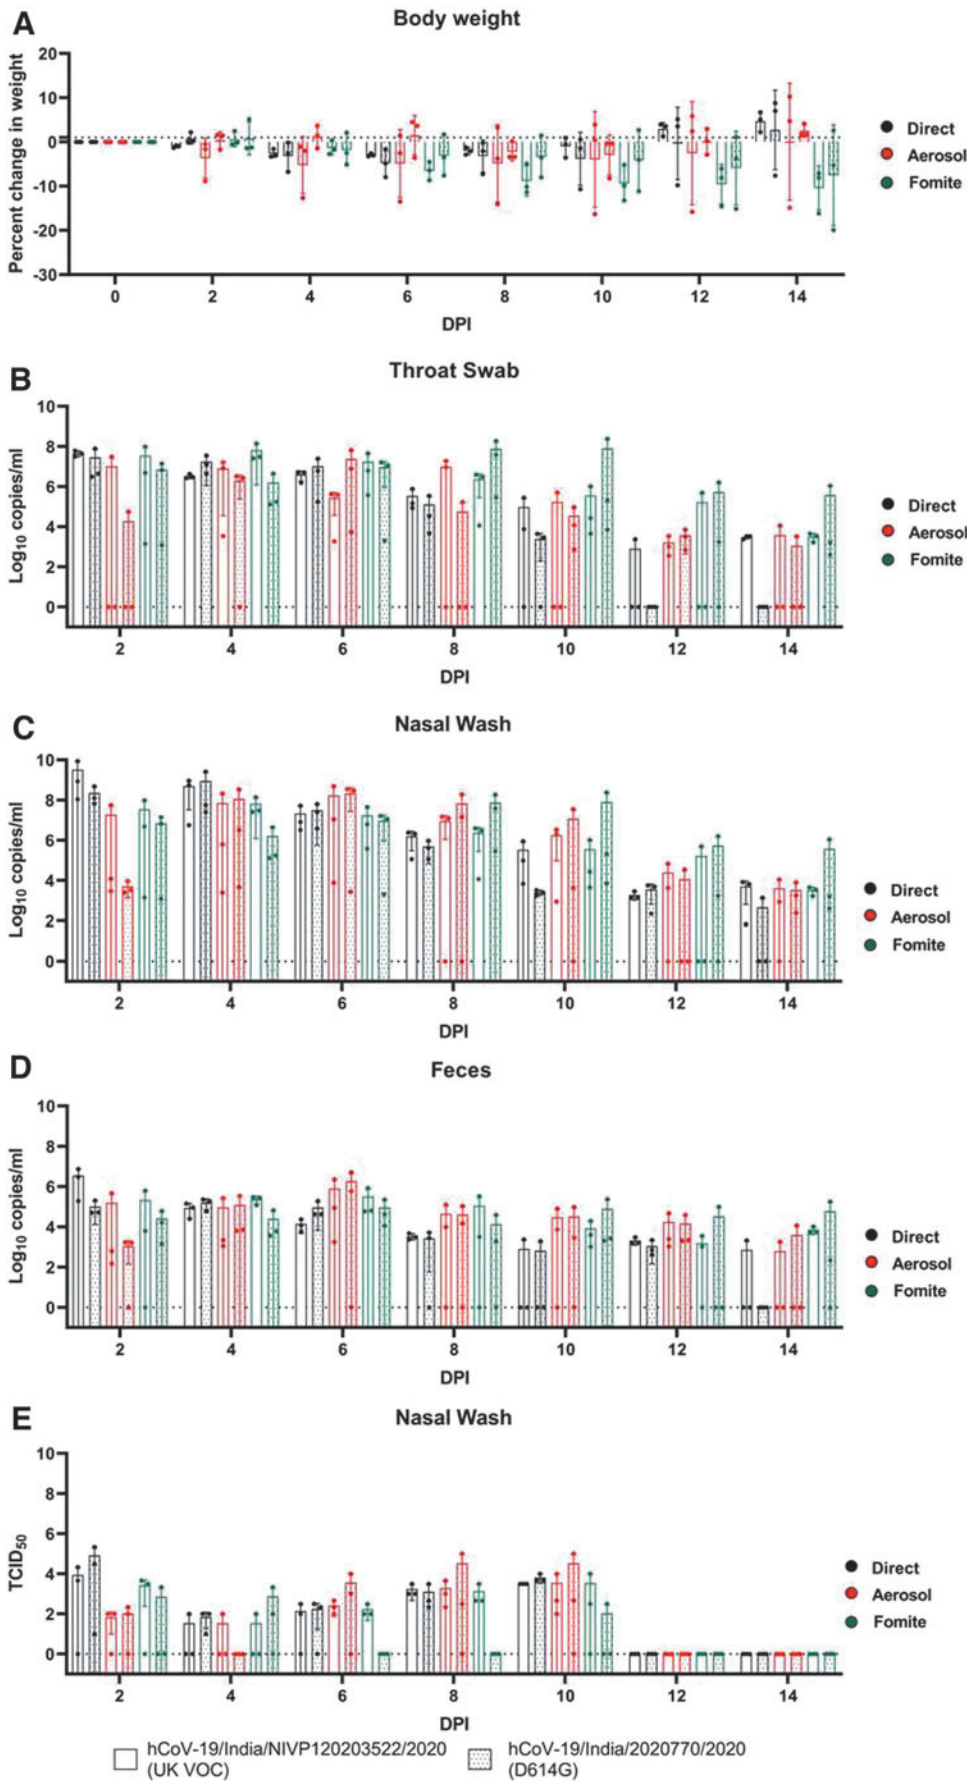 A
Body weight
Percent change in weight
20
10
0
-10
-20
-30
0 2 4 6 8 10 12 14
DPI
Direct
Aerosol
Fomite
B
Throat Swab
Log10 copies/ml
10
8
6
4
2
0
2 4 6 8 10 12 14
DPI
Direct
Aerosol
Fomite
C
Nasal Wash
Log10 copies/ml
10
8
6
4
2
0
2 4 6 8 10 12 14
DPI
Direct
Aerosol
Fomite
D
Feces
Log10 copies/ml
10
8
6
4
2
0
2 4 6 8 10 12 14
DPI
Direct
Aerosol
Fomite
E
Nasal Wash
TCID50
10
8
6
4
2
0
2 4 6 8 10 12 14
DPI
Direct
Aerosol
Fomite
hCoV-19/India/NIVP120203522/2020
(UK VOC)
hCoV-19/India/2020770/2020
(D614G)